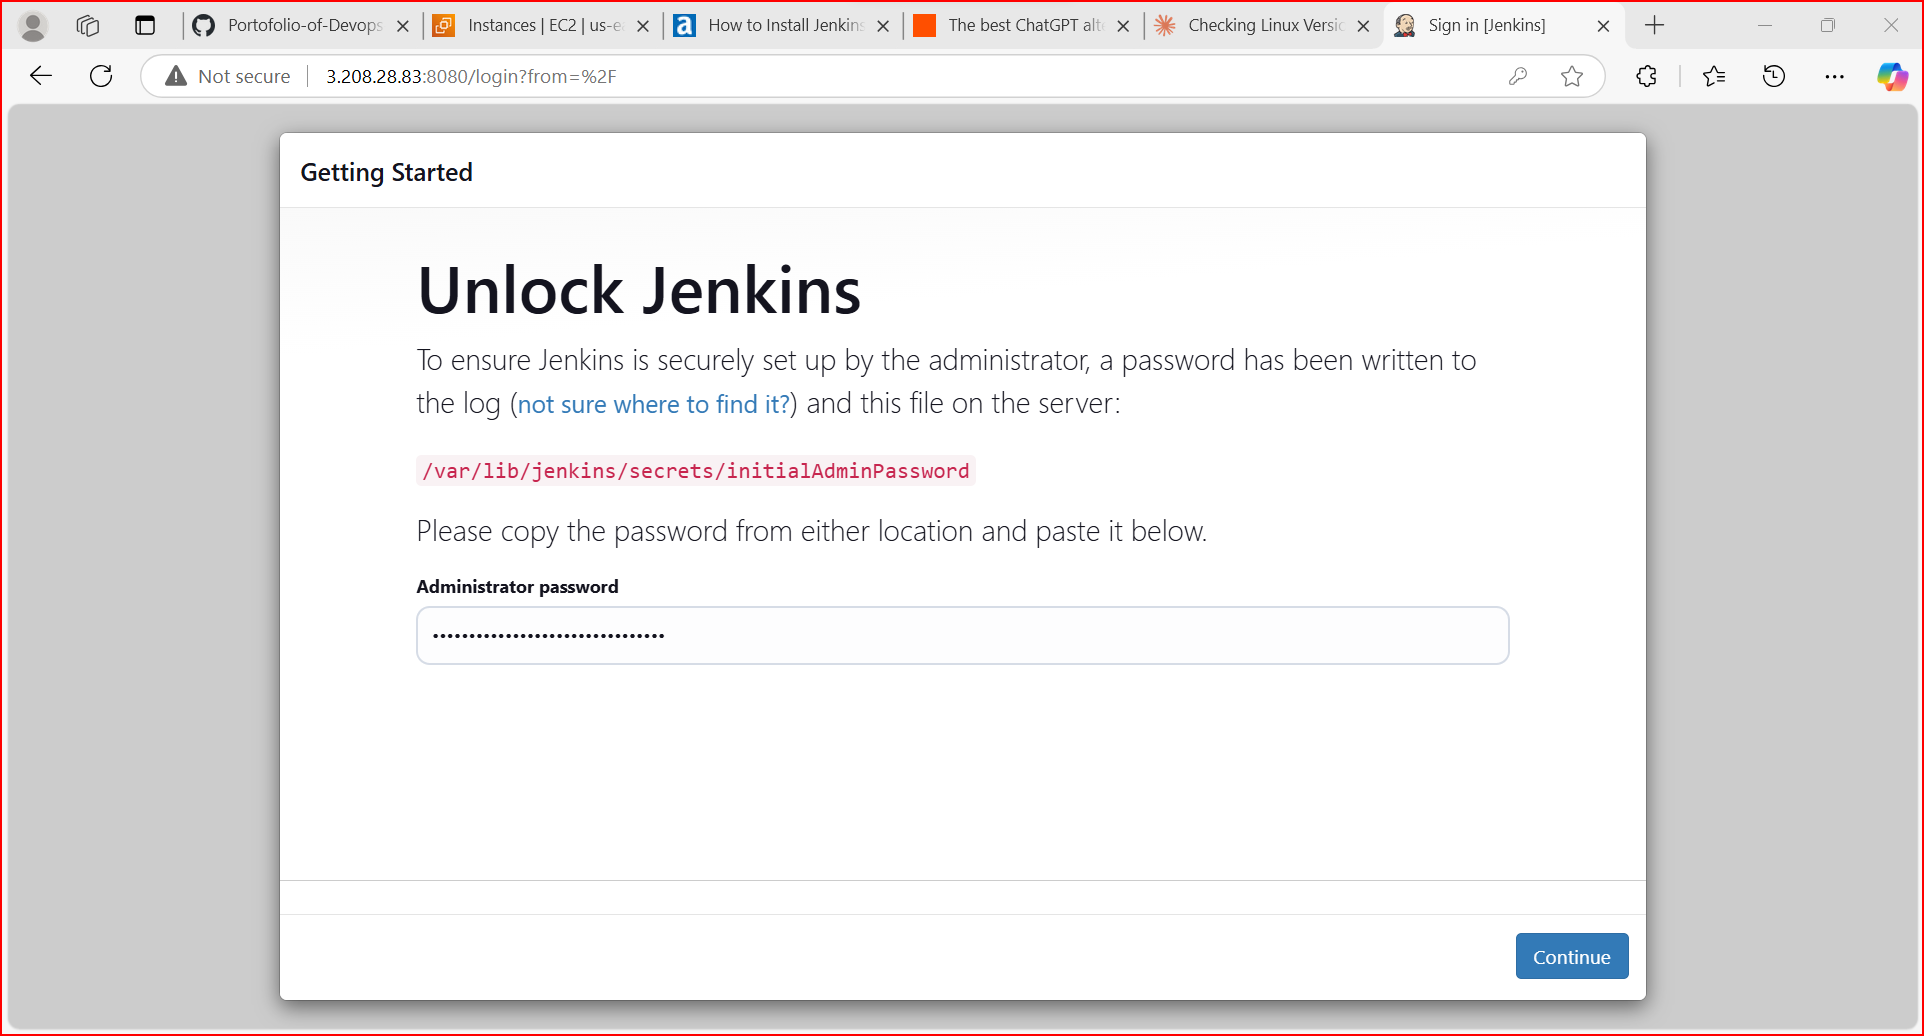 Portofolio-of-Devops
Instances | EC2 | us-ea
How to Install Jenkins
The best ChatGPT alt
Checking Linux Versio
Sign in [Jenkins]
Not secure
3.208.28.83:8080/login?from=%2F
Getting Started
Unlock Jenkins
To ensure Jenkins is securely set up by the administrator, a password has been written to
the log (not sure where to find it?) and this file on the server:
/var/lib/jenkins/secrets/initialAdminPassword
Please copy the password from either location and paste it below.
Administrator password
Continue